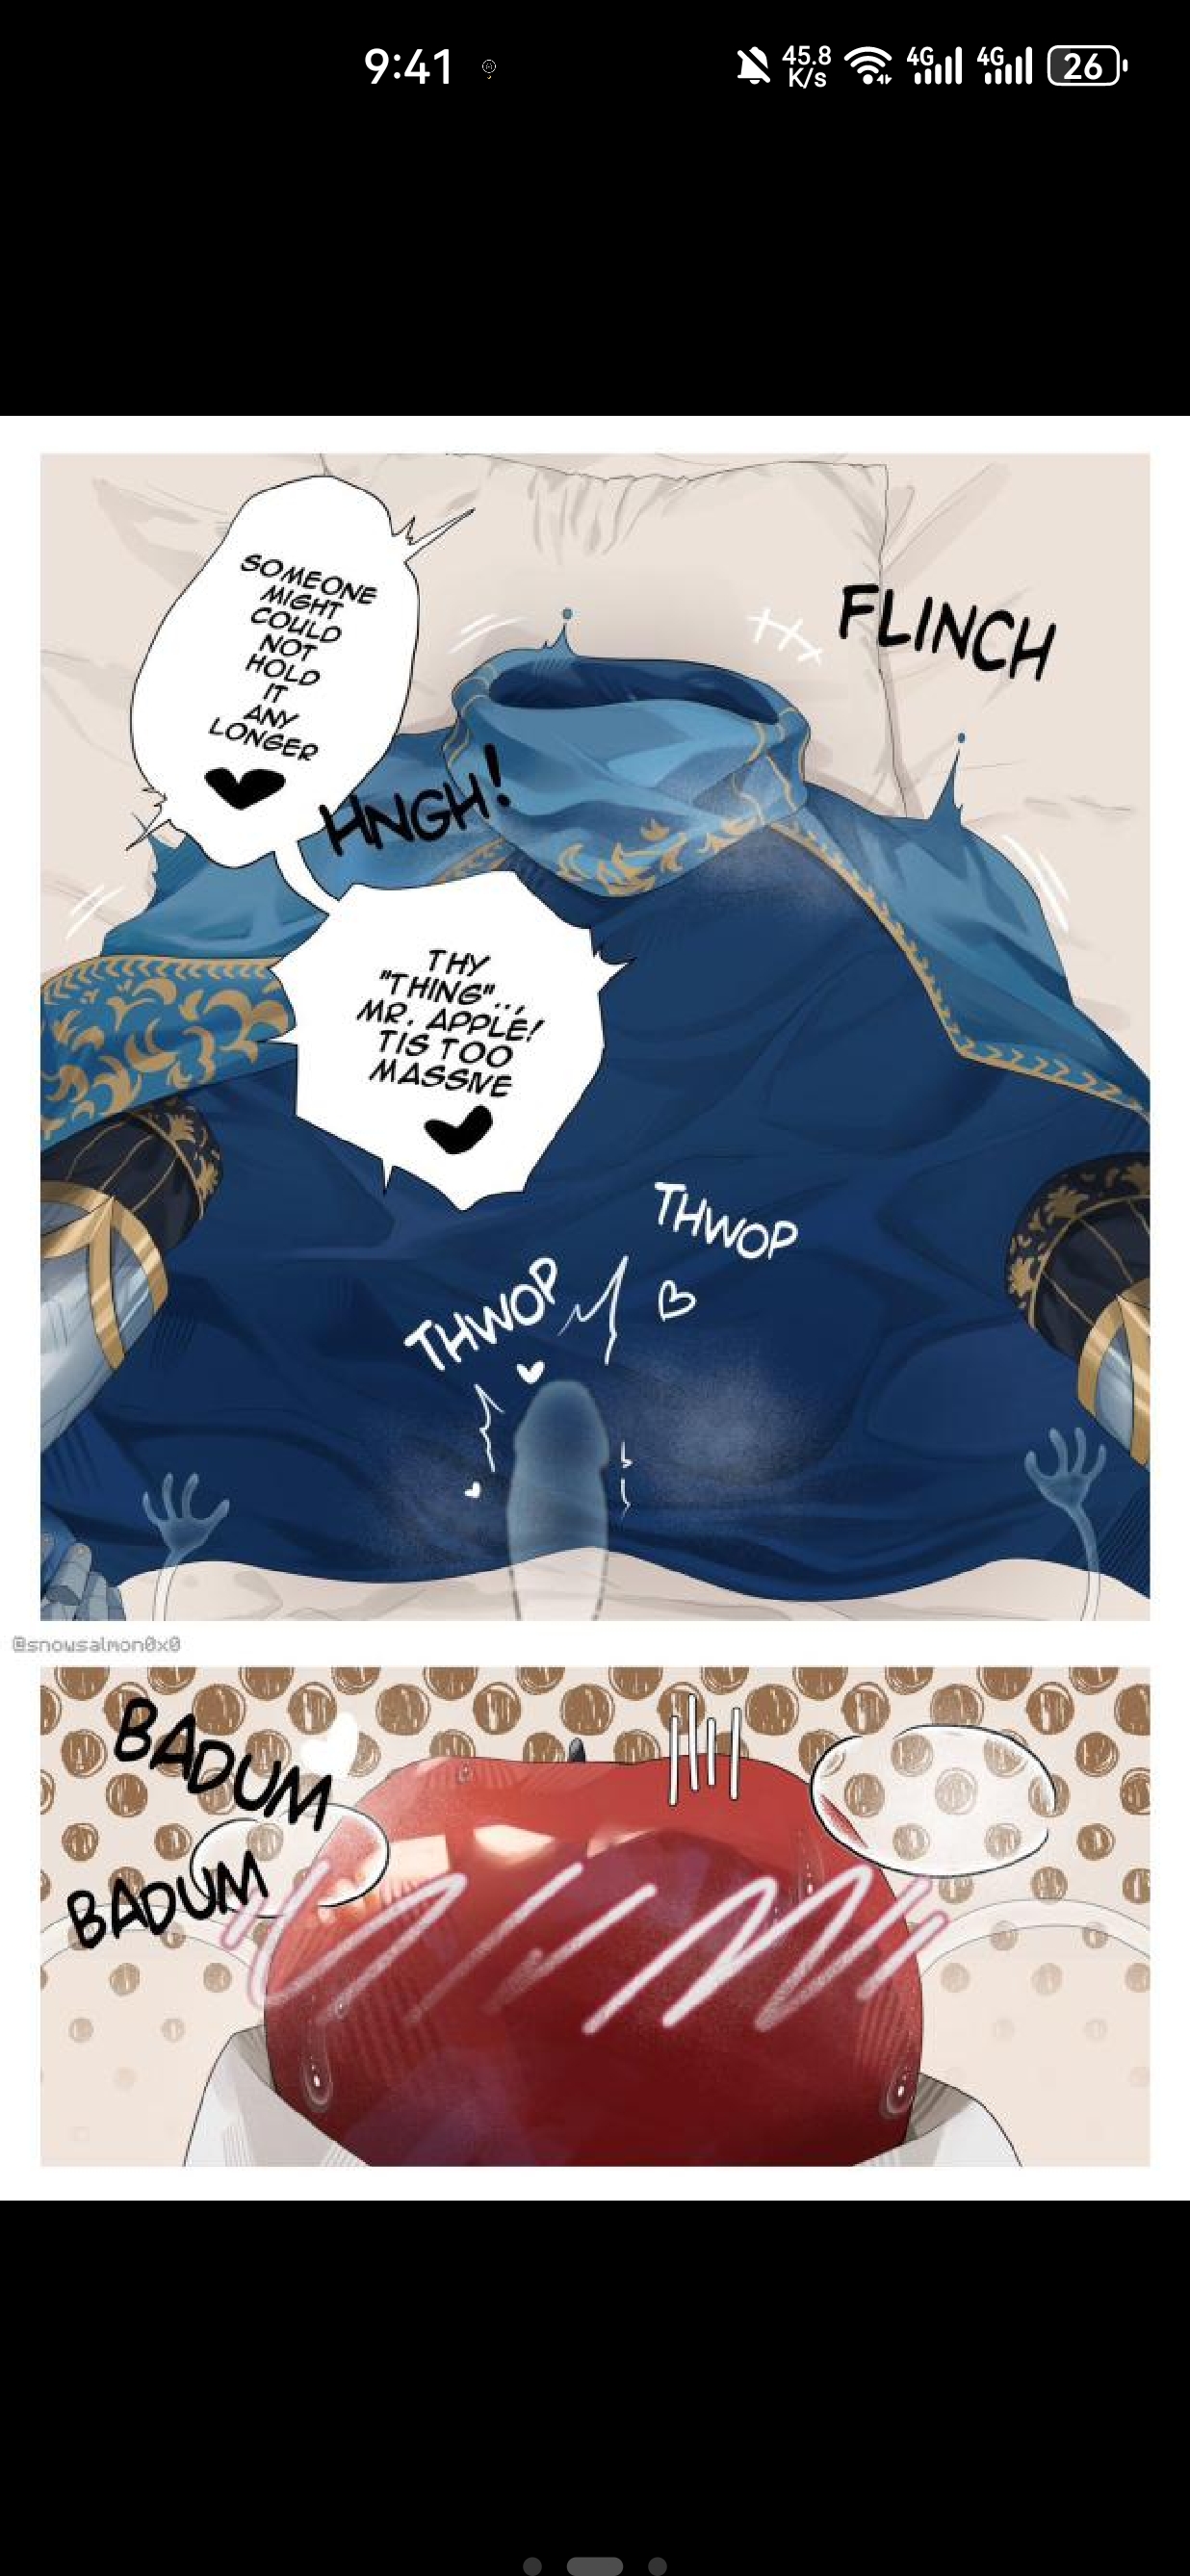 9:41
45.8
K/s
4G
4G
26
SOMEONE
MIGHT
COULD
NOT
HOLD
IT
ANY
LONGER
FLINCH
HNGH!
THY
"THING"...,
MR. APPLE!
TIS TOO
MASSIVE
THWOP
THWOP
@snowsalmon0x0
BADUM
BADUM